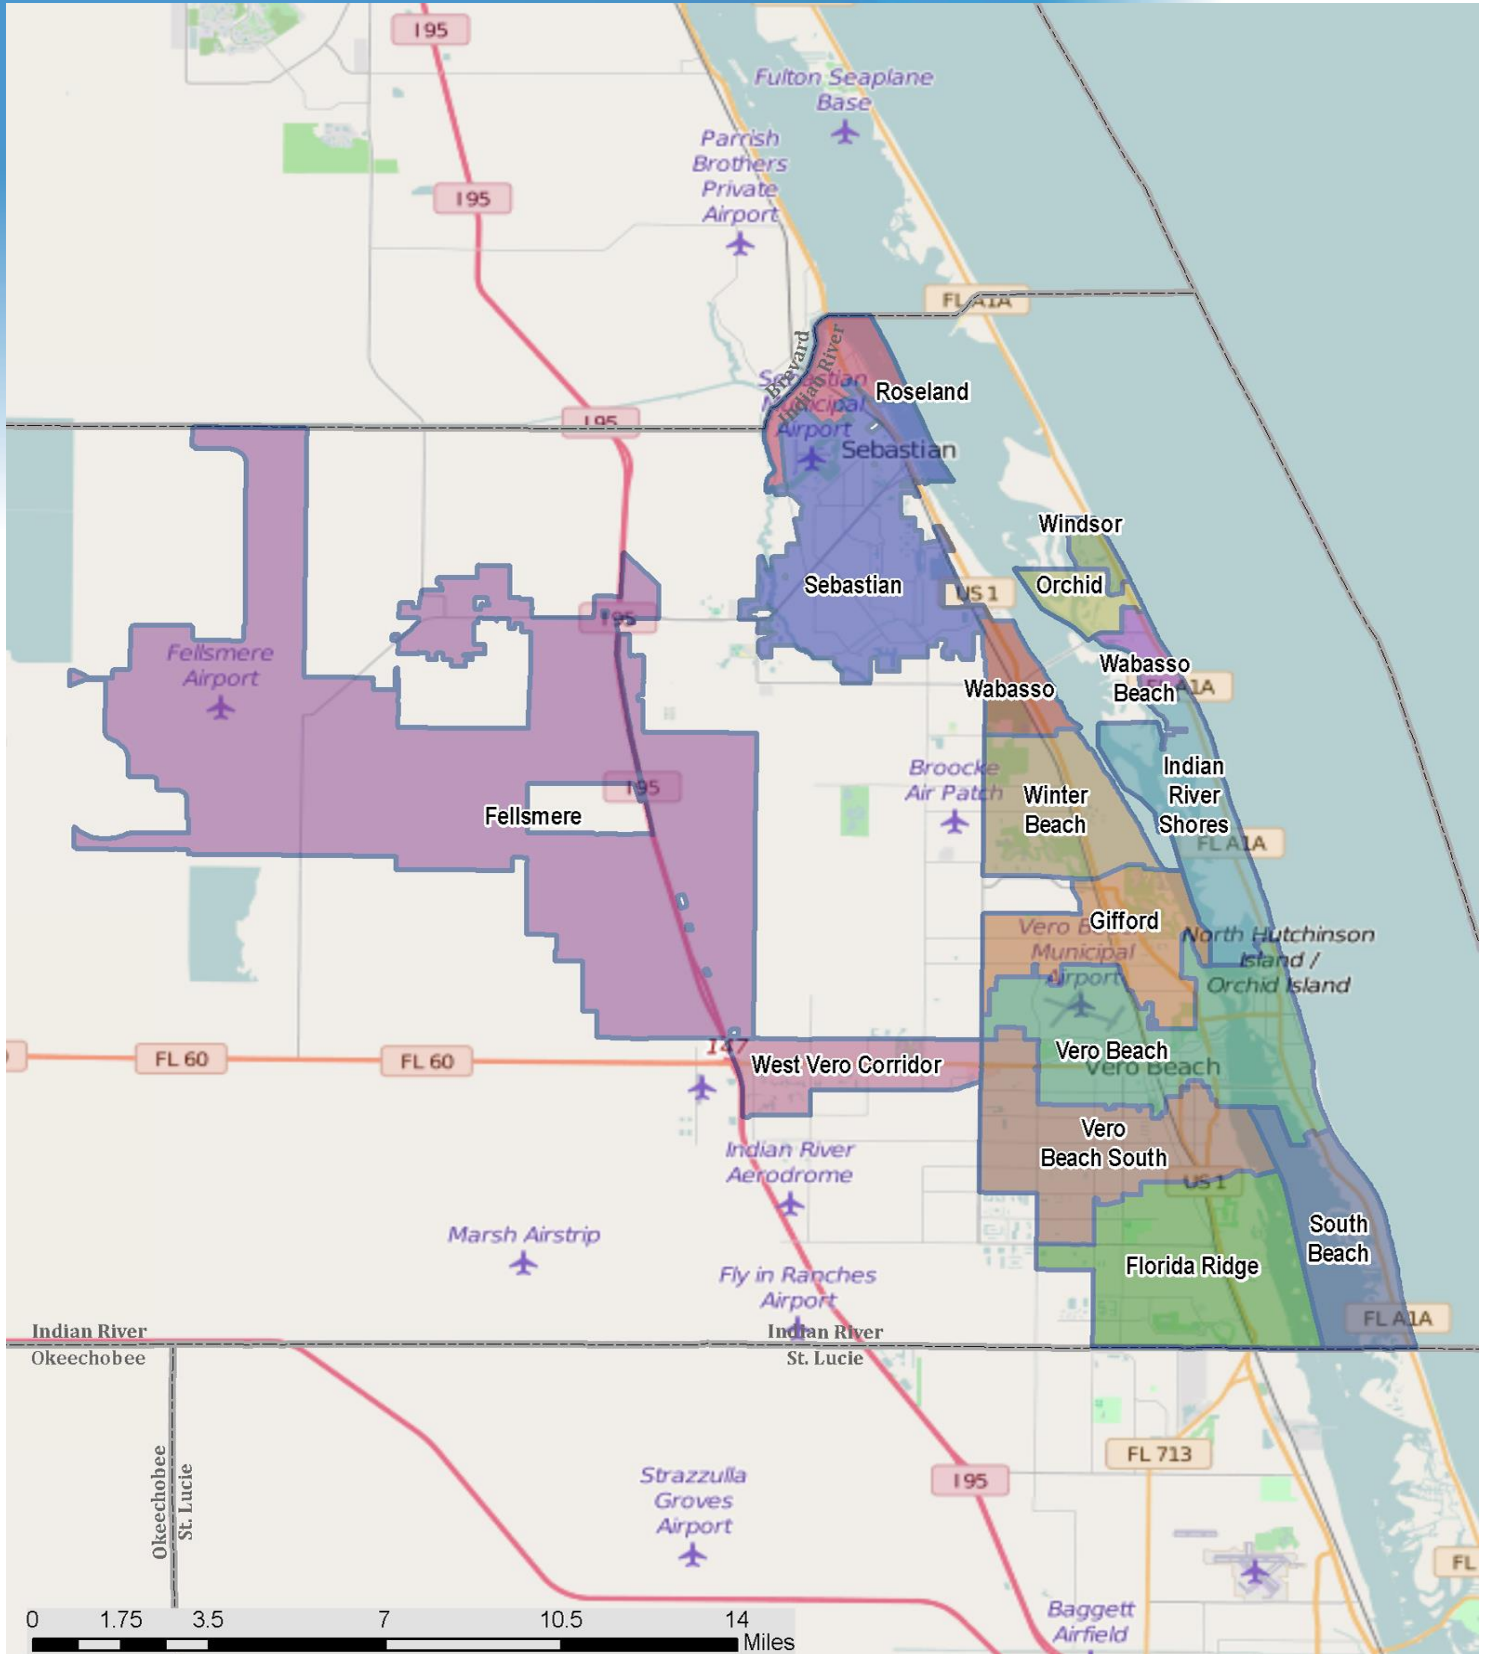 I 95
Fulton Seaplane
Base
Parrish
Brothers
Private
Airport
I 95
FL A1A
Brevard
Indian River
Sebastian
Municipal
Airport
Roseland
I 95
Sebastian
Windsor
Sebastian
Orchid
US 1
I 95
Fellsmere
Airport
Wabasso
Beach
FL A1A
Wabasso
Indian
River
Shores
Broocke
Air Patch
I 95
Winter
Beach
Fellsmere
FL A1A
Gifford
Vero Beach
Municipal
Airport
North Hutchinson
Island /
Orchid Island
147
FL 60
FL 60
West Vero Corridor
Vero Beach
Vero Beach
Vero
Beach South
Indian River
Aerodrome
US 1
Marsh Airstrip
South
Beach
Florida Ridge
Fly in Ranches
Airport
FL A1A
Indian River
Okeechobee
Indian River
St. Lucie
FL 713
Okeechobee
St. Lucie
Strazzulla
Groves
Airport
I 95
FL
Baggett
Airfield
0 1.75 3.5 7 10.5 14
Miles